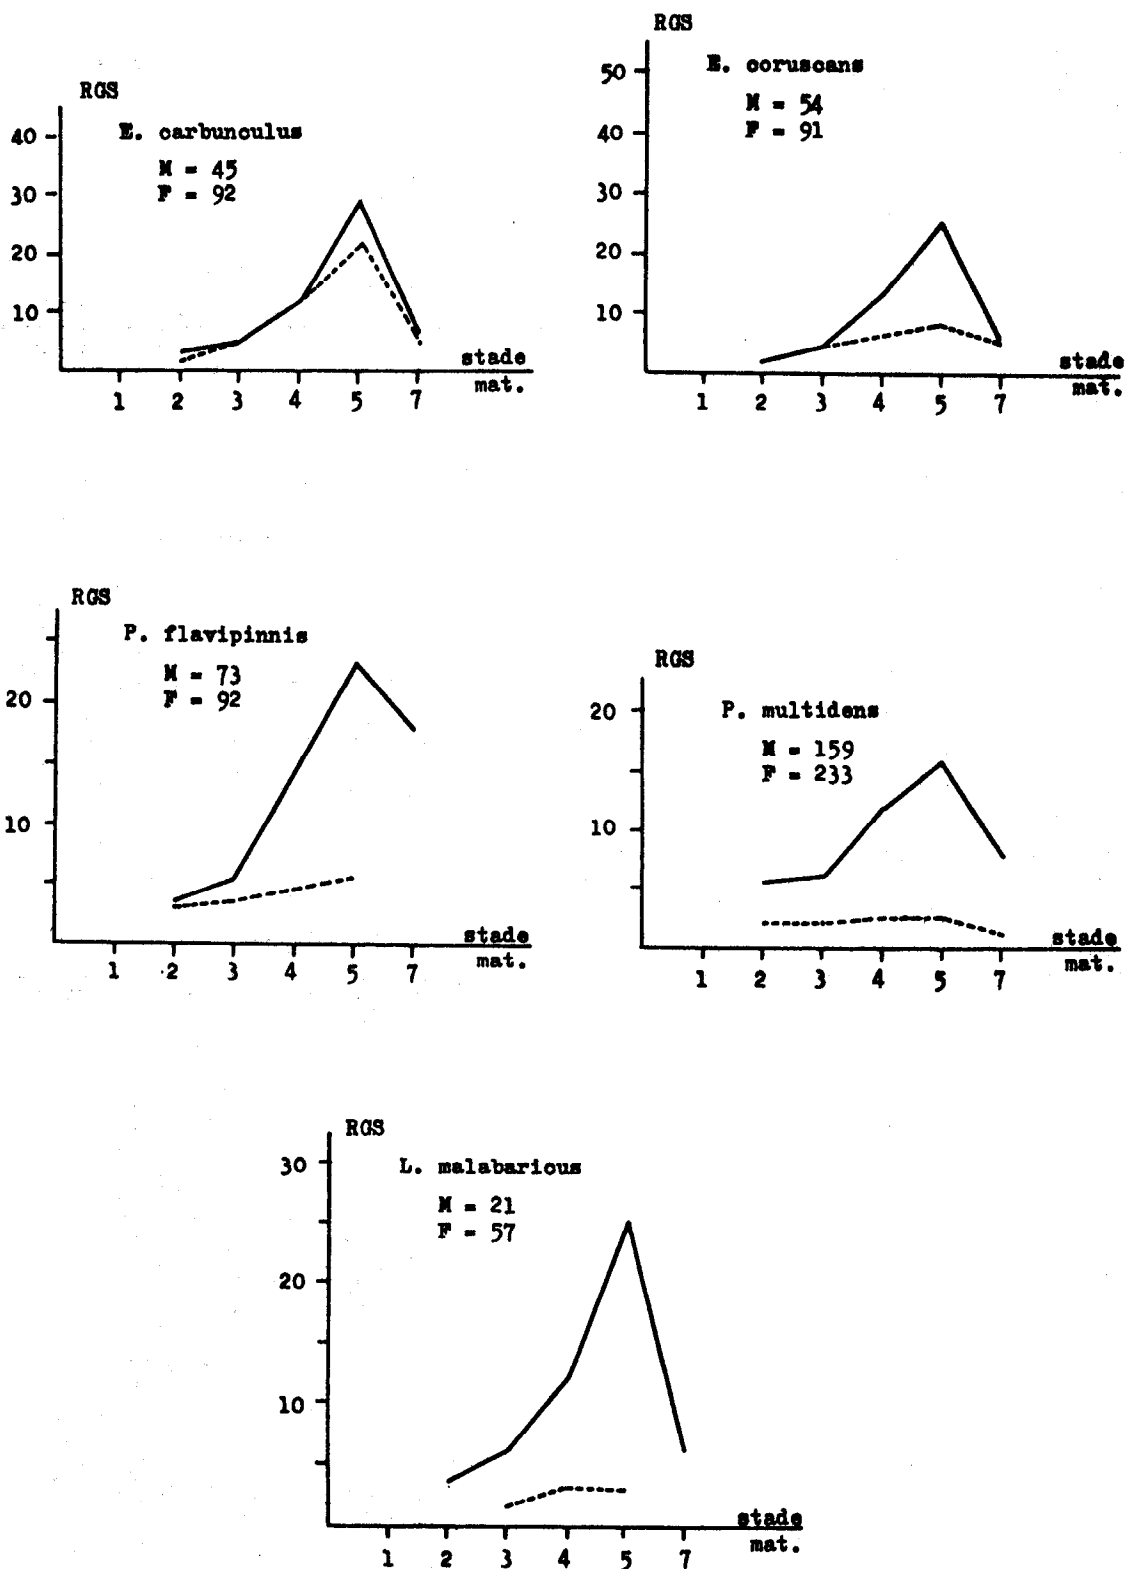 RGS
E. carbunculus
M = 45
F = 92
40
30
20
10
1 2 3 4 5 7
stade
mat.
RGS
E. coruscans
M = 54
F = 91
50
40
30
20
10
1 2 3 4 5 7
stade
mat.
RGS
P. flavipinnis
M = 73
F = 92
20
10
1 2 3 4 5 7
stade
mat.
RGS
P. multidens
M = 159
F = 233
20
10
1 2 3 4 5 7
stade
mat.
RGS
L. malabaricus
M = 21
F = 57
30
20
10
1 2 3 4 5 7
stade
mat.